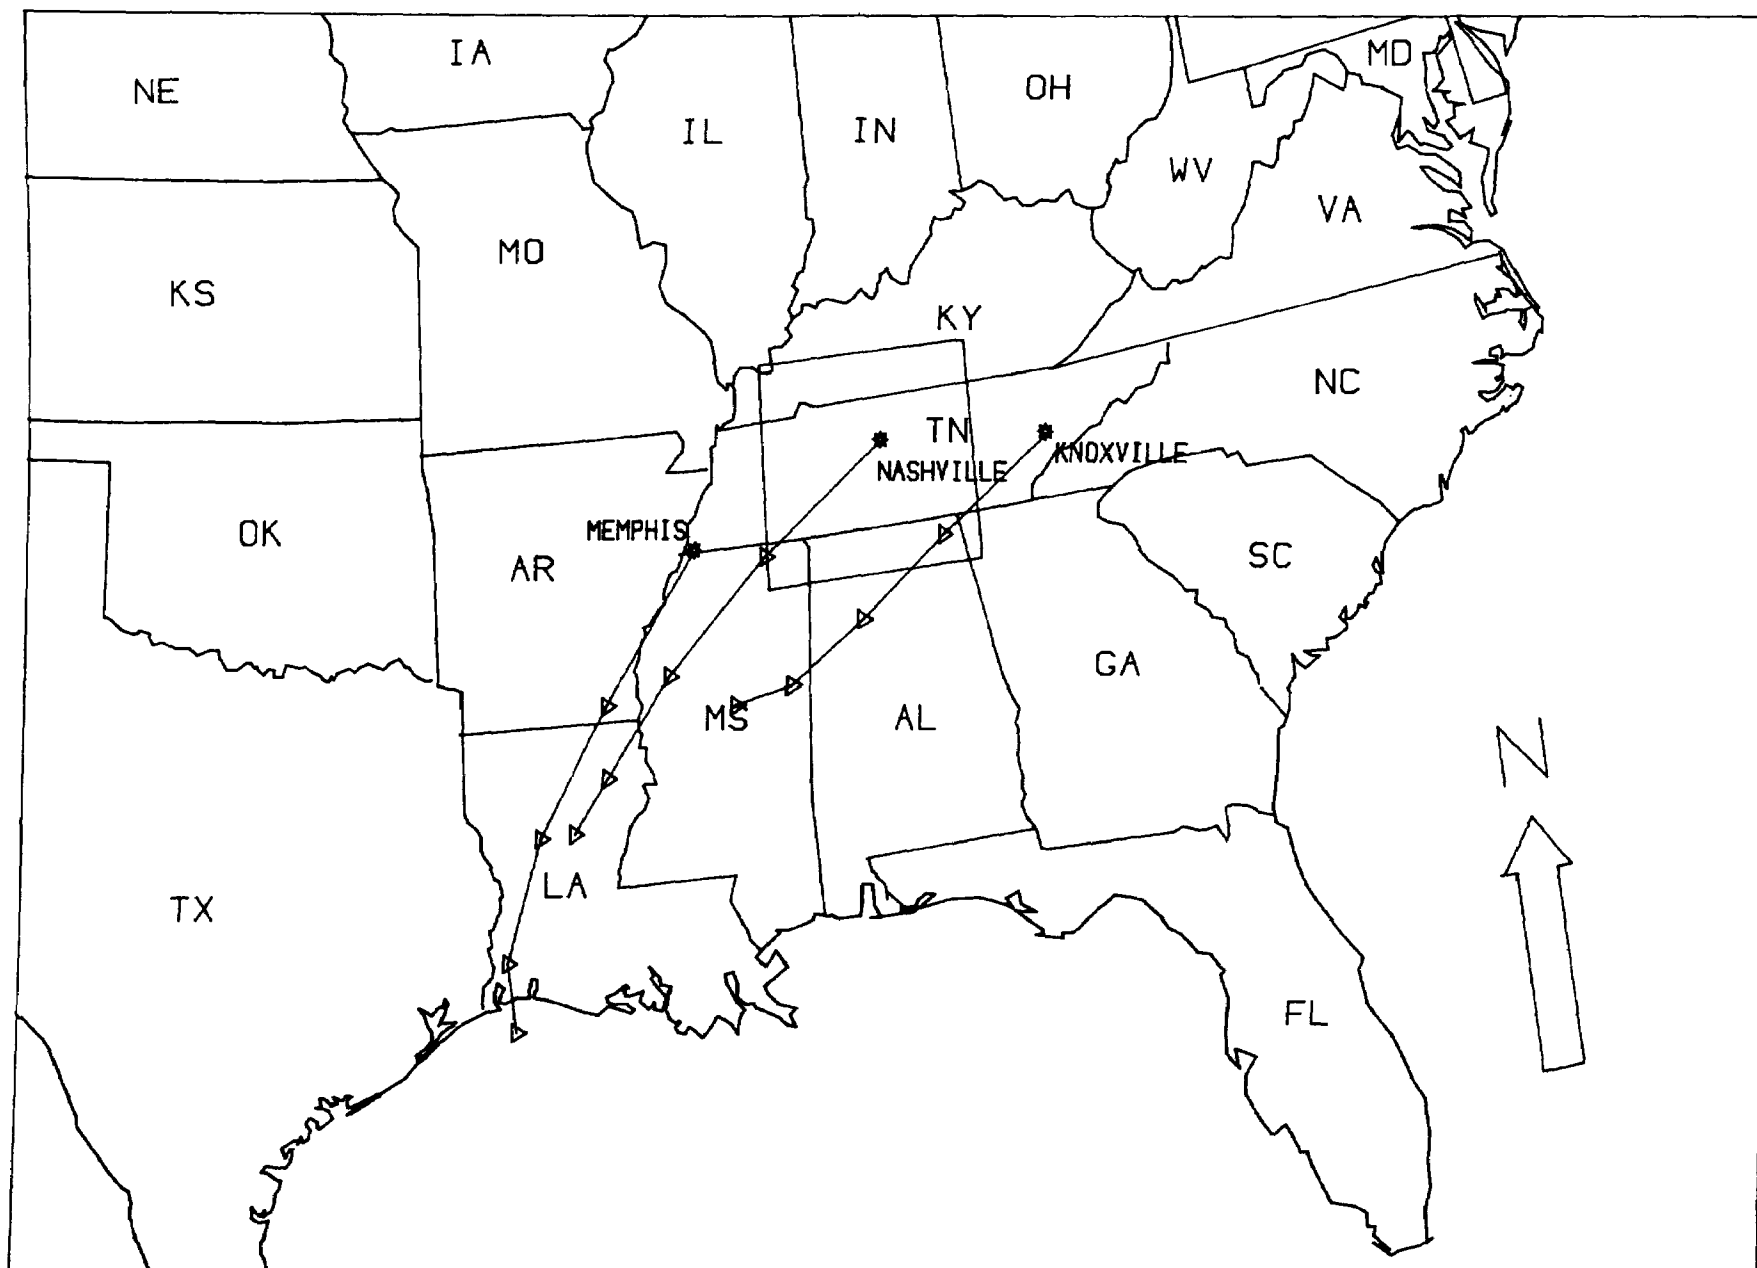 IA
MD
NE
OH
IL
IN
WV
VA
MO
KS
KY
NC
TN
KNOXVILLE
NASHVILLE
MEMPHIS
OK
AR
SC
GA
MS
AL
N
LA
TX
FL